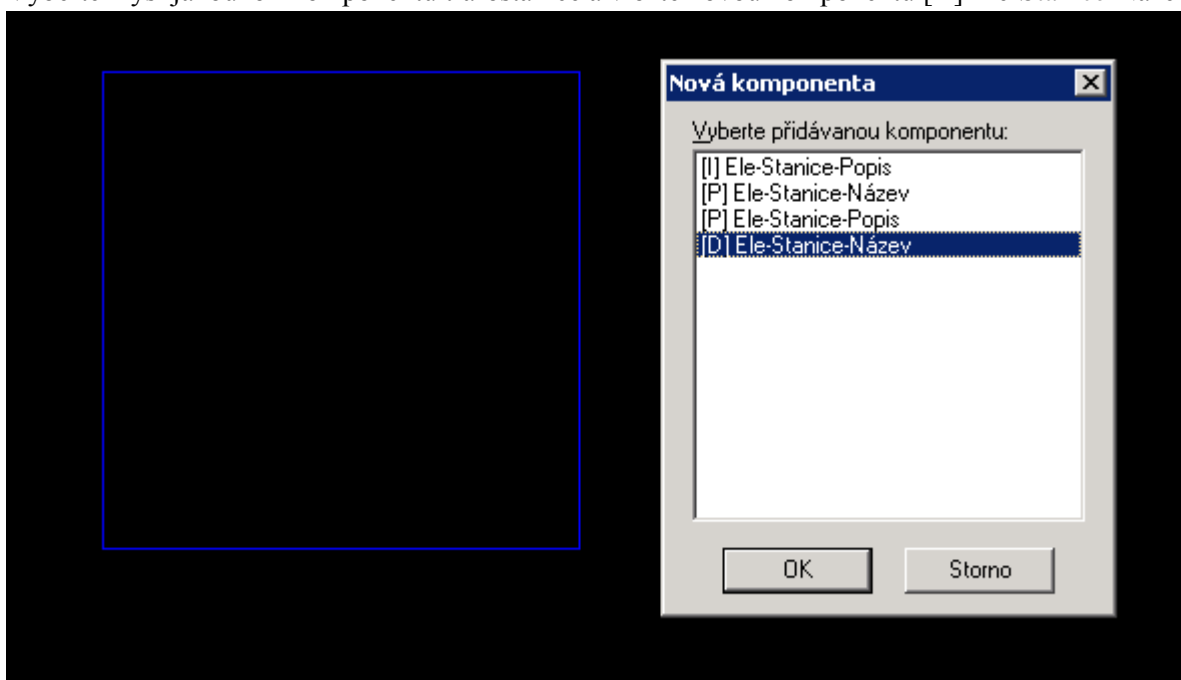 Nová komponenta
Vyberte přidávanou komponentu:
[I] Ele-Stanice-Popis
[P] Ele-Stanice-Název
[P] Ele-Stanice-Popis
[D] Ele-Stanice-Název
OK
Storno